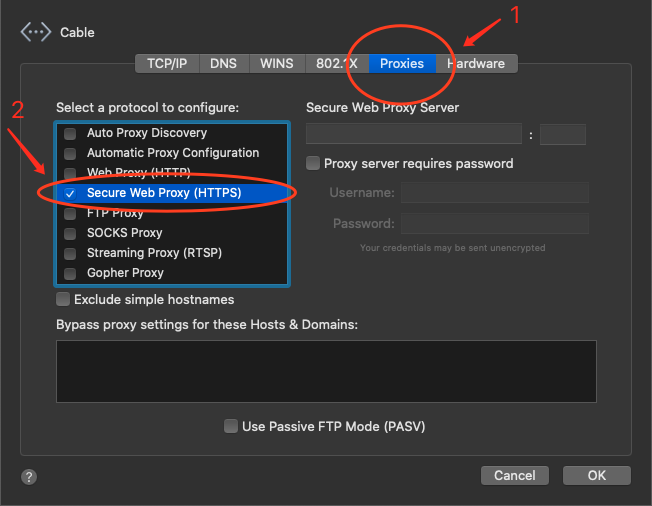 1
Cable
TCP/IP DNS WINS 802.1X Proxies Hardware
2
Select a protocol to configure:
Auto Proxy Discovery
Automatic Proxy Configuration
Web Proxy (HTTP)
Secure Web Proxy (HTTPS)
FTP Proxy
SOCKS Proxy
Streaming Proxy (RTSP)
Gopher Proxy
Exclude simple hostnames
Secure Web Proxy Server
:
Proxy server requires password
Username:
Password:
Your credentials may be sent unencrypted
Bypass proxy settings for these Hosts & Domains:
Use Passive FTP Mode (PASV)
?
Cancel OK